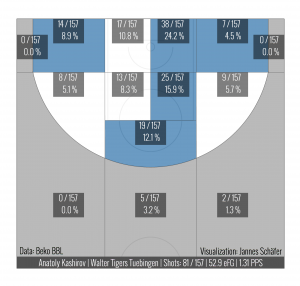 14 / 157
8.9 %
17 / 157
10.8 %
38 / 157
24.2 %
7 / 157
4.5 %
0 / 157
0.0 %
0 / 157
0.0 %
8 / 157
5.1 %
13 / 157
8.3 %
25 / 157
15.9 %
9 / 157
5.7 %
19 / 157
12.1 %
0 / 157
0.0 %
5 / 157
3.2 %
2 / 157
1.3 %
Data: Beko BBL
Visualization: Jannes Schäfer
Anatoly Kashirov | Walter Tigers Tuebingen | Shots: 81 / 157 | 52.9 eFG | 1.31 PPS